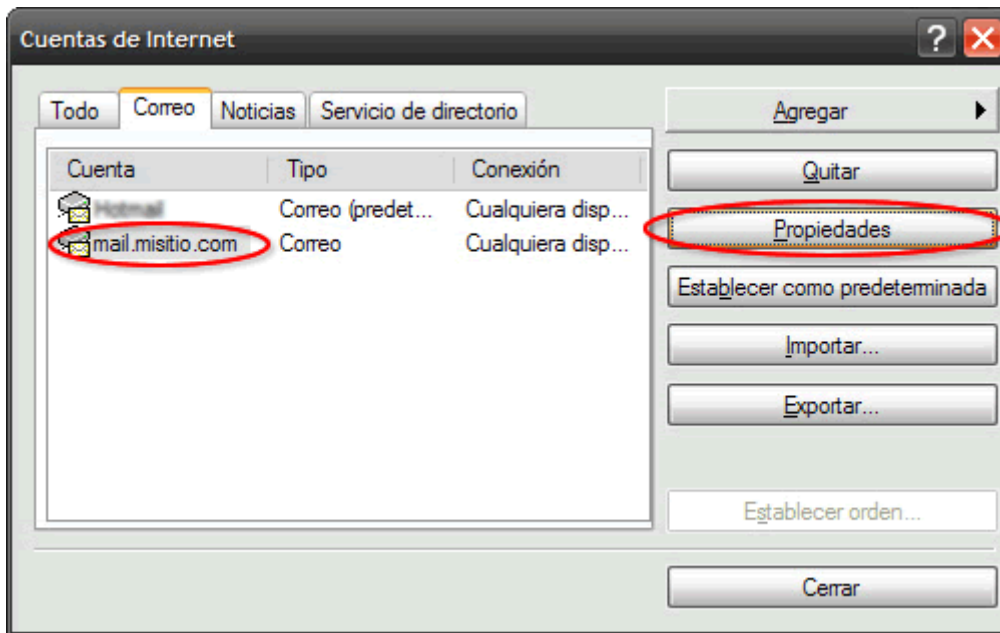 Cuentas de Internet
?
Todo Correo Noticias Servicio de directorio
Agregar
Cuenta Tipo Conexión
Quitar
Hotmail Correo (predet... Cualquiera disp...
Propiedades
mail.misitio.com Correo Cualquiera disp...
Establecer como predeterminada
Importar...
Exportar...
Establecer orden...
Cerrar